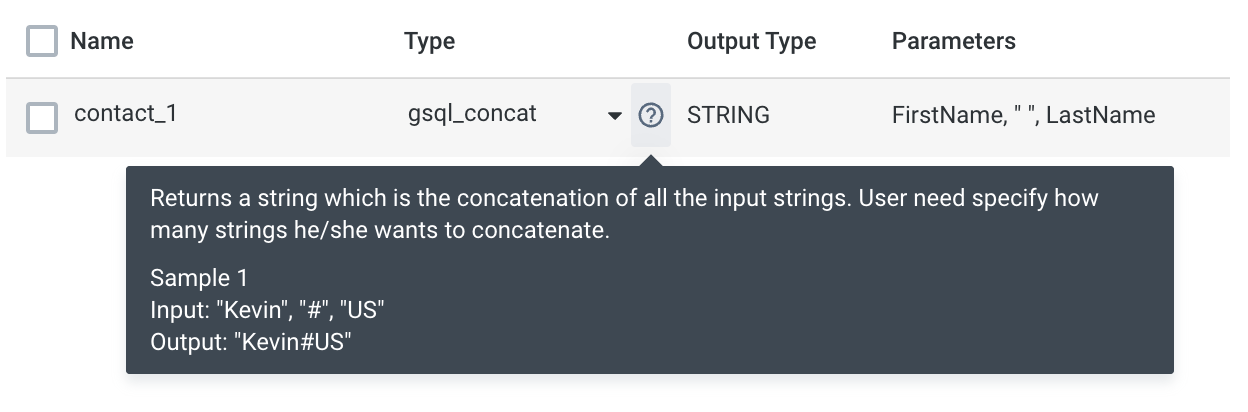 Name Type Output Type Parameters
contact_1 gsql_concat STRING FirstName, " ", LastName
Returns a string which is the concatenation of all the input strings. User need specify how
many strings he/she wants to concatenate.
Sample 1
Input: "Kevin", "#", "US"
Output: "Kevin#US"